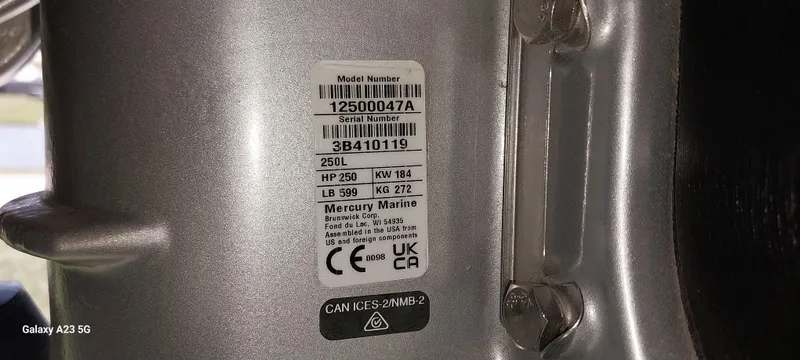 Model Number
12500047A
Serial Number
3B410119
250L
HP 250 KW 184
LB 599 KG 272
Mercury Marine
Brunswick Corp.
Fond du Lac, WI 54935
Assembled in the USA from
US and foreign components
CE 0098 UK
CA
CAN ICES-2/NMB-2
Galaxy A23 5G